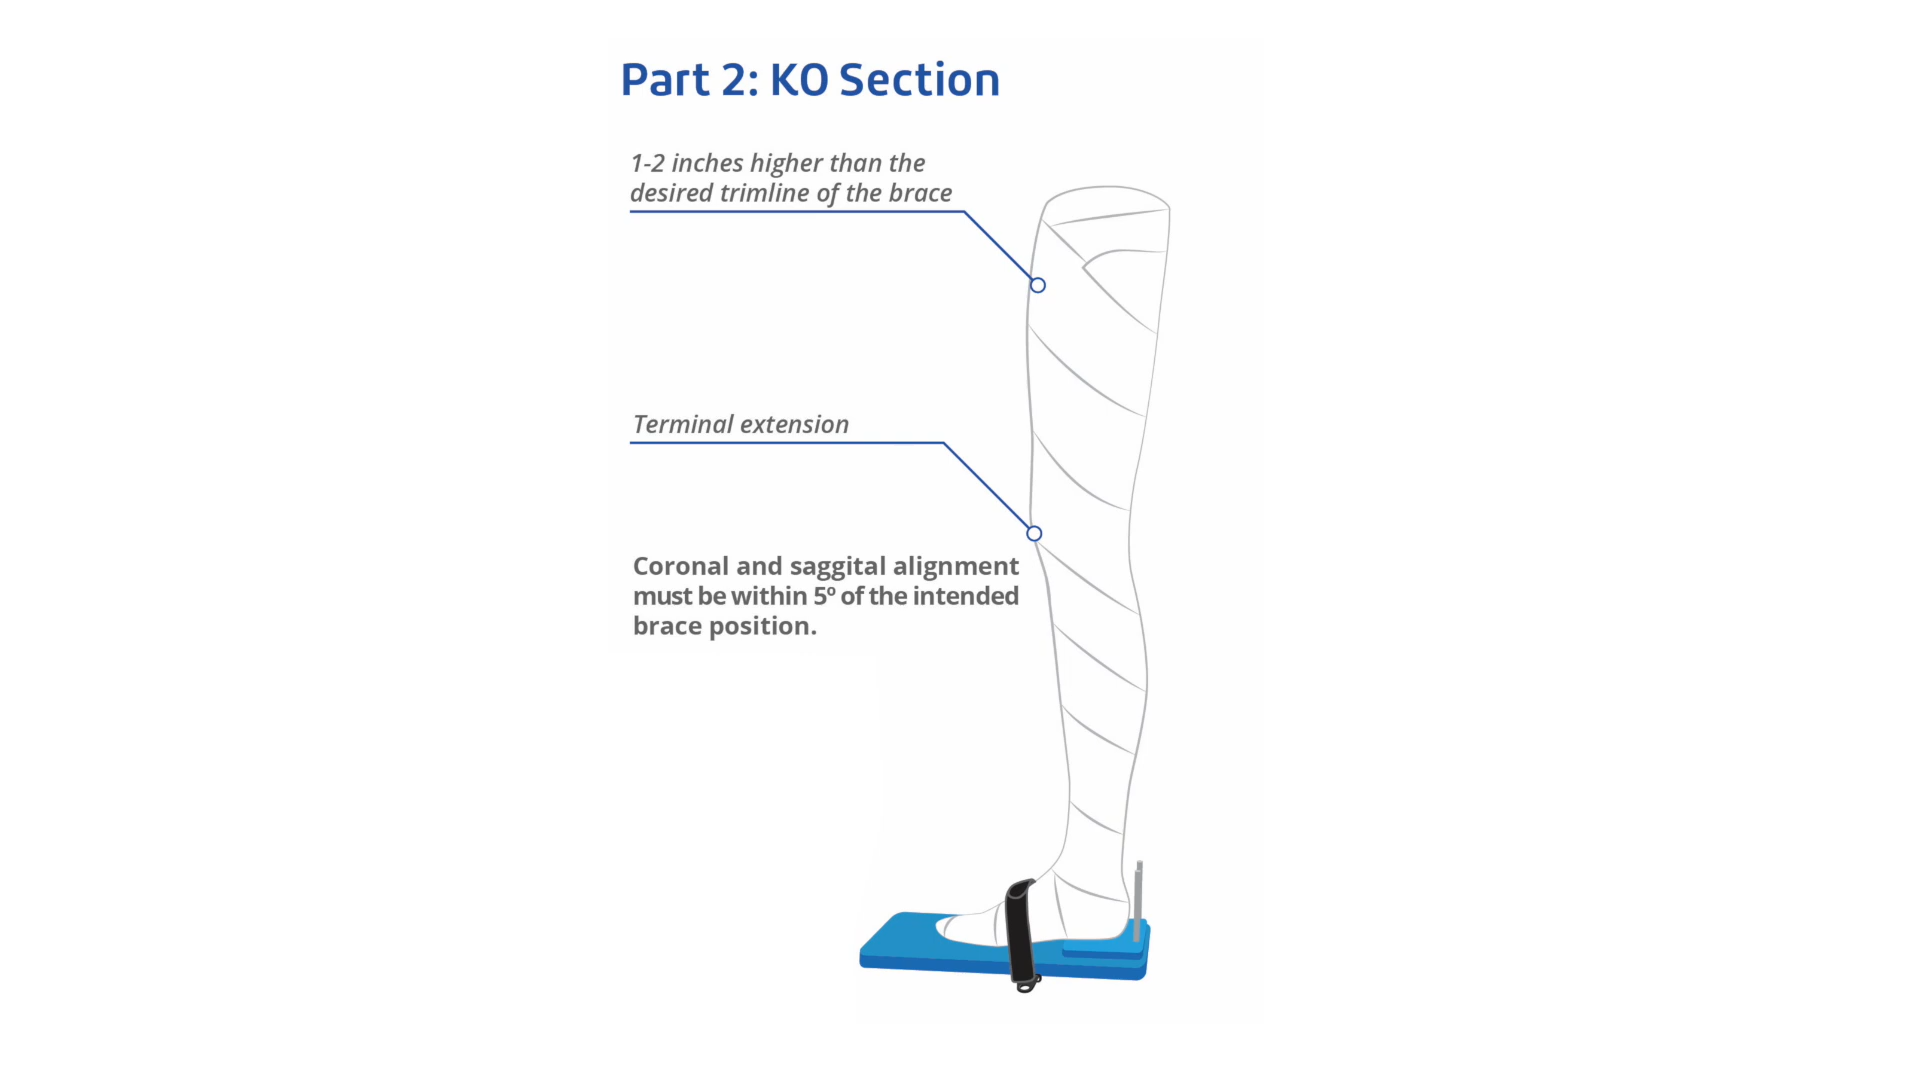 Part 2: KO Section
1-2 inches higher than the
desired trimline of the brace
Terminal extension
Coronal and saggital alignment
must be within 5º of the intended
brace position.